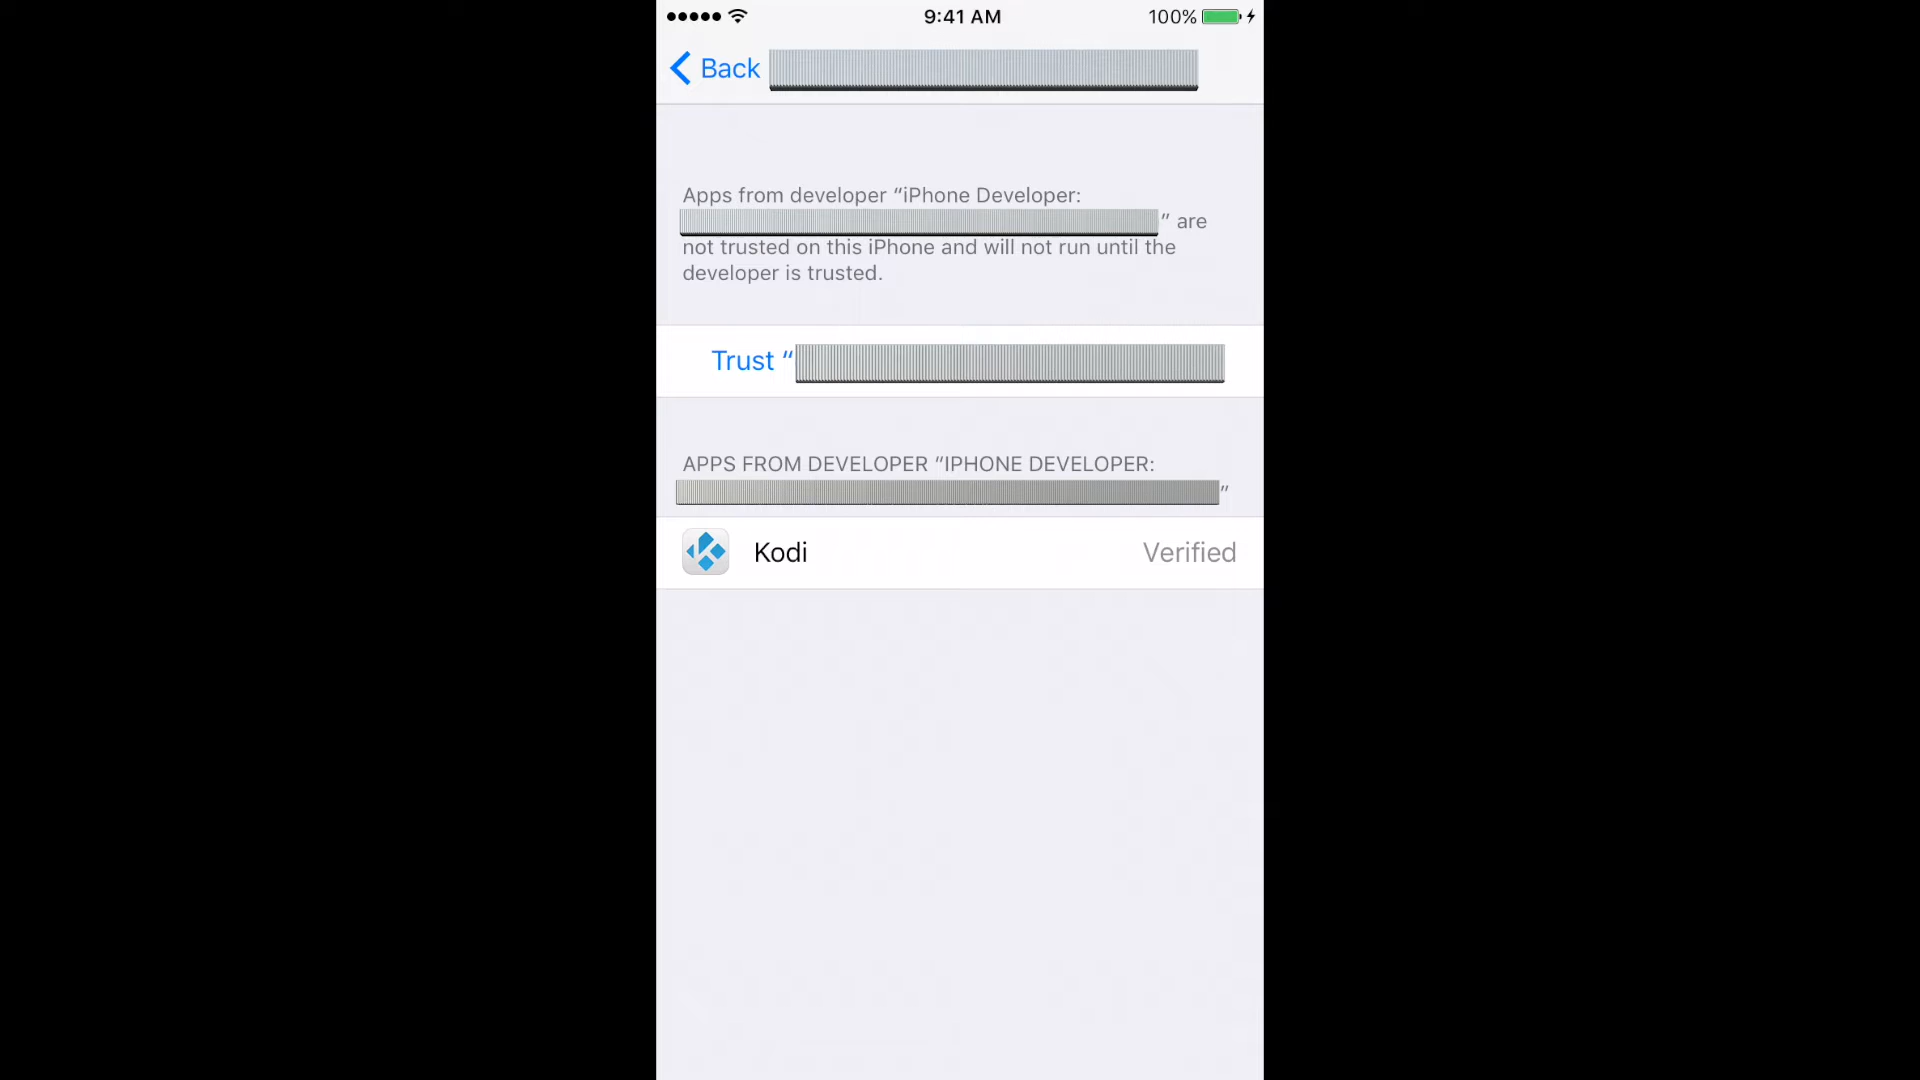 9:41 AM 100%
Back
Apps from developer “iPhone Developer:
” are
not trusted on this iPhone and will not run until the
developer is trusted.
Trust “
APPS FROM DEVELOPER “IPHONE DEVELOPER:
”
Kodi Verified